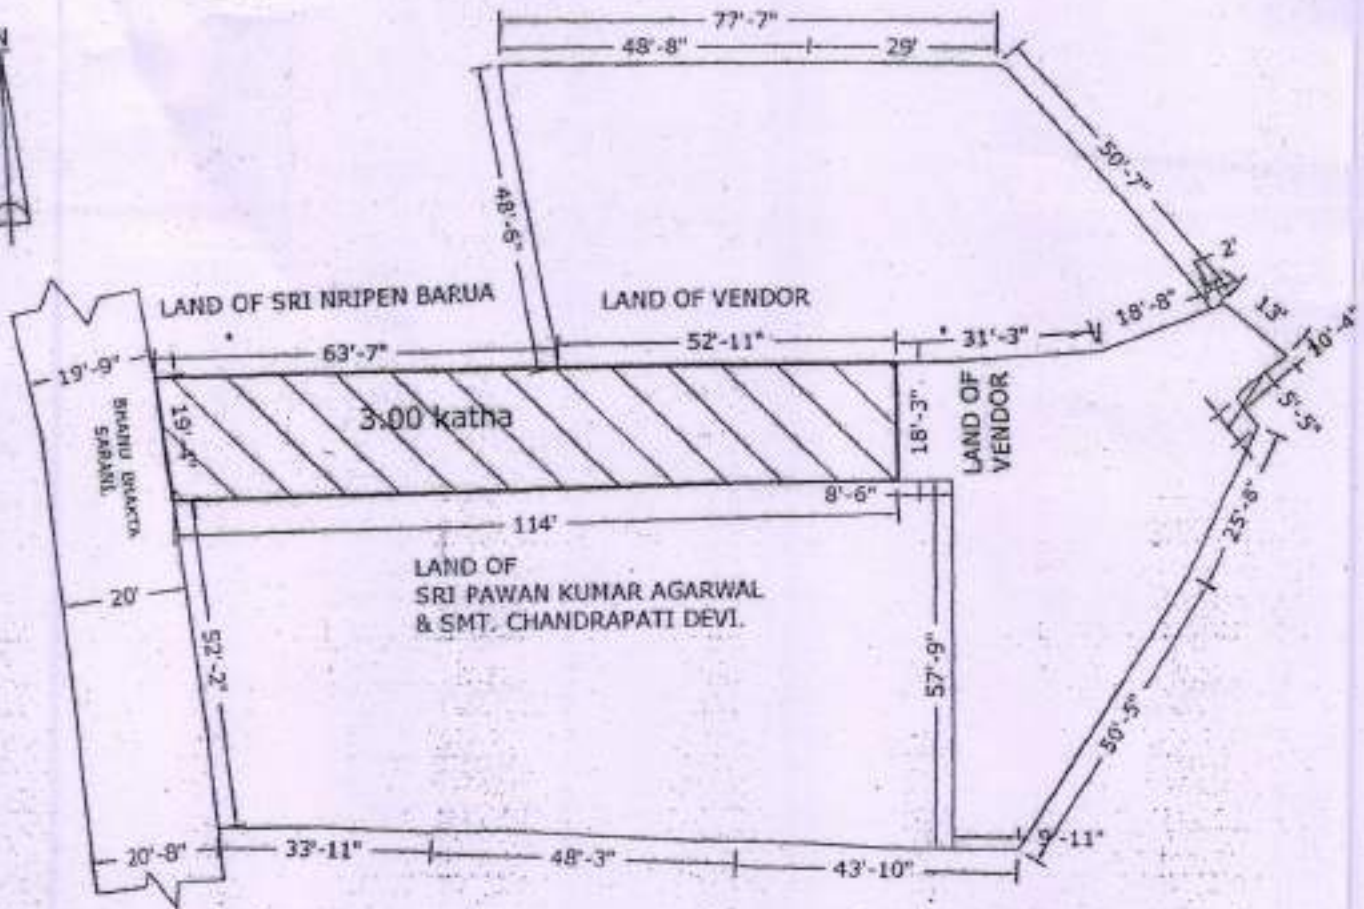 N
77'-7"
48'-8"
29'
50'-7"
48'-6"
2'
13'
18'-8"
10'-4"
5'-5"
LAND OF SRI NRIPEN BARUA
LAND OF VENDOR
63'-7"
52'-11"
31'-3"
19'-9"
19'-4"
3.00 katha
18'-3"
LAND OF
VENDOR
BHANU BHAKTA
SARANI.
8'-6"
114'
25'-8"
LAND OF
SRI PAWAN KUMAR AGARWAL
& SMT. CHANDRAPATI DEVI.
20'
52'-2"
57'-9"
50'-5"
20'-8"
33'-11"
48'-3"
43'-10"
9'-11"